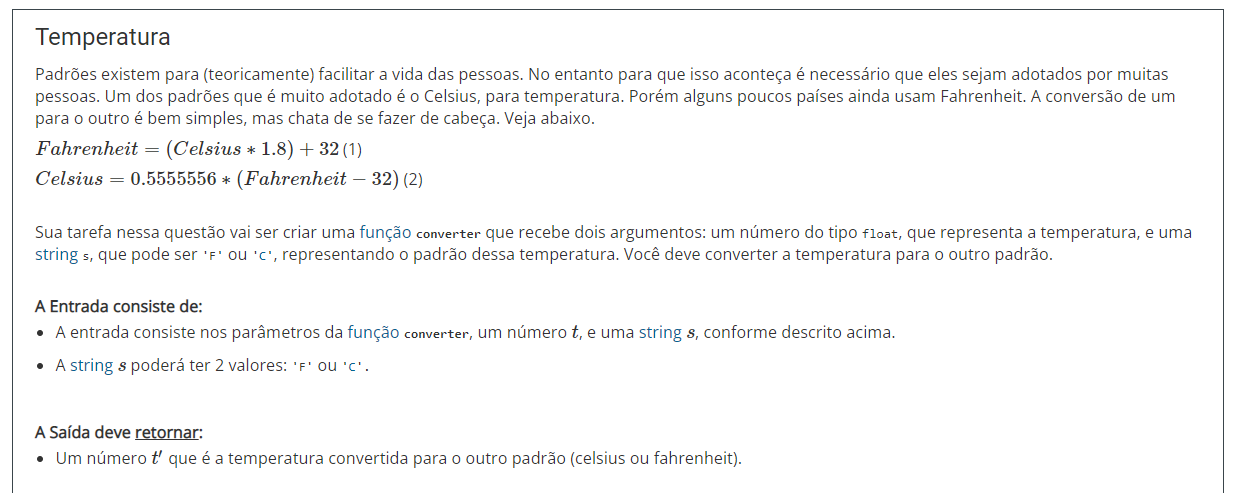 Temperatura
Padrões existem para (teoricamente) facilitar a vida das pessoas. No entanto para que isso aconteça é necessário que eles sejam adotados por muitas
pessoas. Um dos padrões que é muito adotado é o Celsius, para temperatura. Porém alguns poucos países ainda usam Fahrenheit. A conversão de um
para o outro é bem simples, mas chata de se fazer de cabeça. Veja abaixo.
Fahrenheit = (Celsius * 1.8) + 32 (1)
Celsius = 0.5555556 * (Fahrenheit − 32) (2)
Sua tarefa nessa questão vai ser criar uma função converter que recebe dois argumentos: um número do tipo float, que representa a temperatura, e uma
string s, que pode ser 'F' ou 'C', representando o padrão dessa temperatura. Você deve converter a temperatura para o outro padrão.
A Entrada consiste de:
• A entrada consiste nos parâmetros da função converter, um número t, e uma string s, conforme descrito acima.
• A string s poderá ter 2 valores: 'F' ou 'C'.
A Saída deve retornar:
• Um número t′ que é a temperatura convertida para o outro padrão (celsius ou fahrenheit).